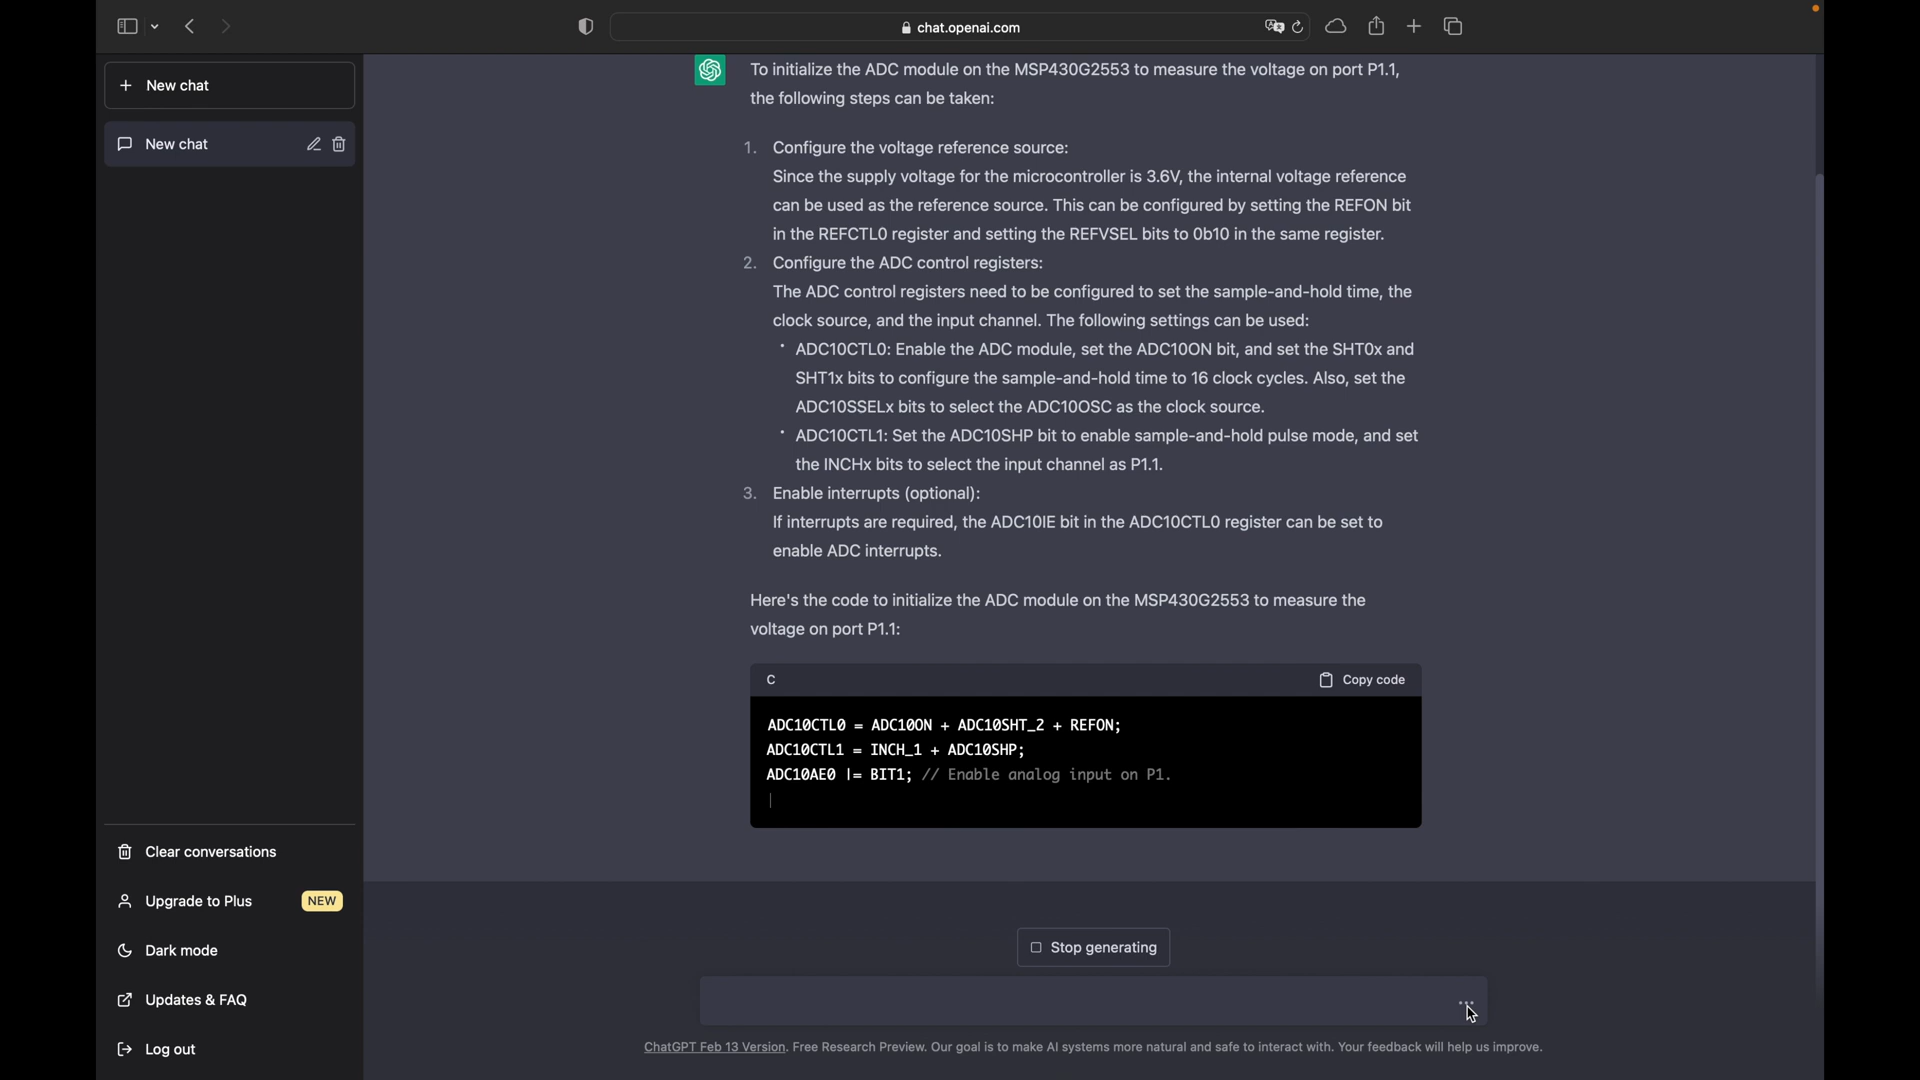 chat.openai.com
New chat
New chat
Clear conversations
Upgrade to Plus NEW
Dark mode
Updates & FAQ
Log out
To initialize the ADC module on the MSP430G2553 to measure the voltage on port P1.1,
the following steps can be taken:
1. Configure the voltage reference source:
Since the supply voltage for the microcontroller is 3.6V, the internal voltage reference
can be used as the reference source. This can be configured by setting the REFON bit
in the REFCTL0 register and setting the REFVSEL bits to 0b10 in the same register.
2. Configure the ADC control registers:
The ADC control registers need to be configured to set the sample-and-hold time, the
clock source, and the input channel. The following settings can be used:
• ADC10CTL0: Enable the ADC module, set the ADC10ON bit, and set the SHT0x and
SHT1x bits to configure the sample-and-hold time to 16 clock cycles. Also, set the
ADC10SSELx bits to select the ADC10OSC as the clock source.
• ADC10CTL1: Set the ADC10SHP bit to enable sample-and-hold pulse mode, and set
the INCHx bits to select the input channel as P1.1.
3. Enable interrupts (optional):
If interrupts are required, the ADC10IE bit in the ADC10CTL0 register can be set to
enable ADC interrupts.
Here's the code to initialize the ADC module on the MSP430G2553 to measure the
voltage on port P1.1:
C Copy code
ADC10CTL0 = ADC10ON + ADC10SHT_2 + REFON;
ADC10CTL1 = INCH_1 + ADC10SHP;
ADC10AE0 |= BIT1; // Enable analog input on P1.
Stop generating
ChatGPT Feb 13 Version. Free Research Preview. Our goal is to make AI systems more natural and safe to interact with. Your feedback will help us improve.